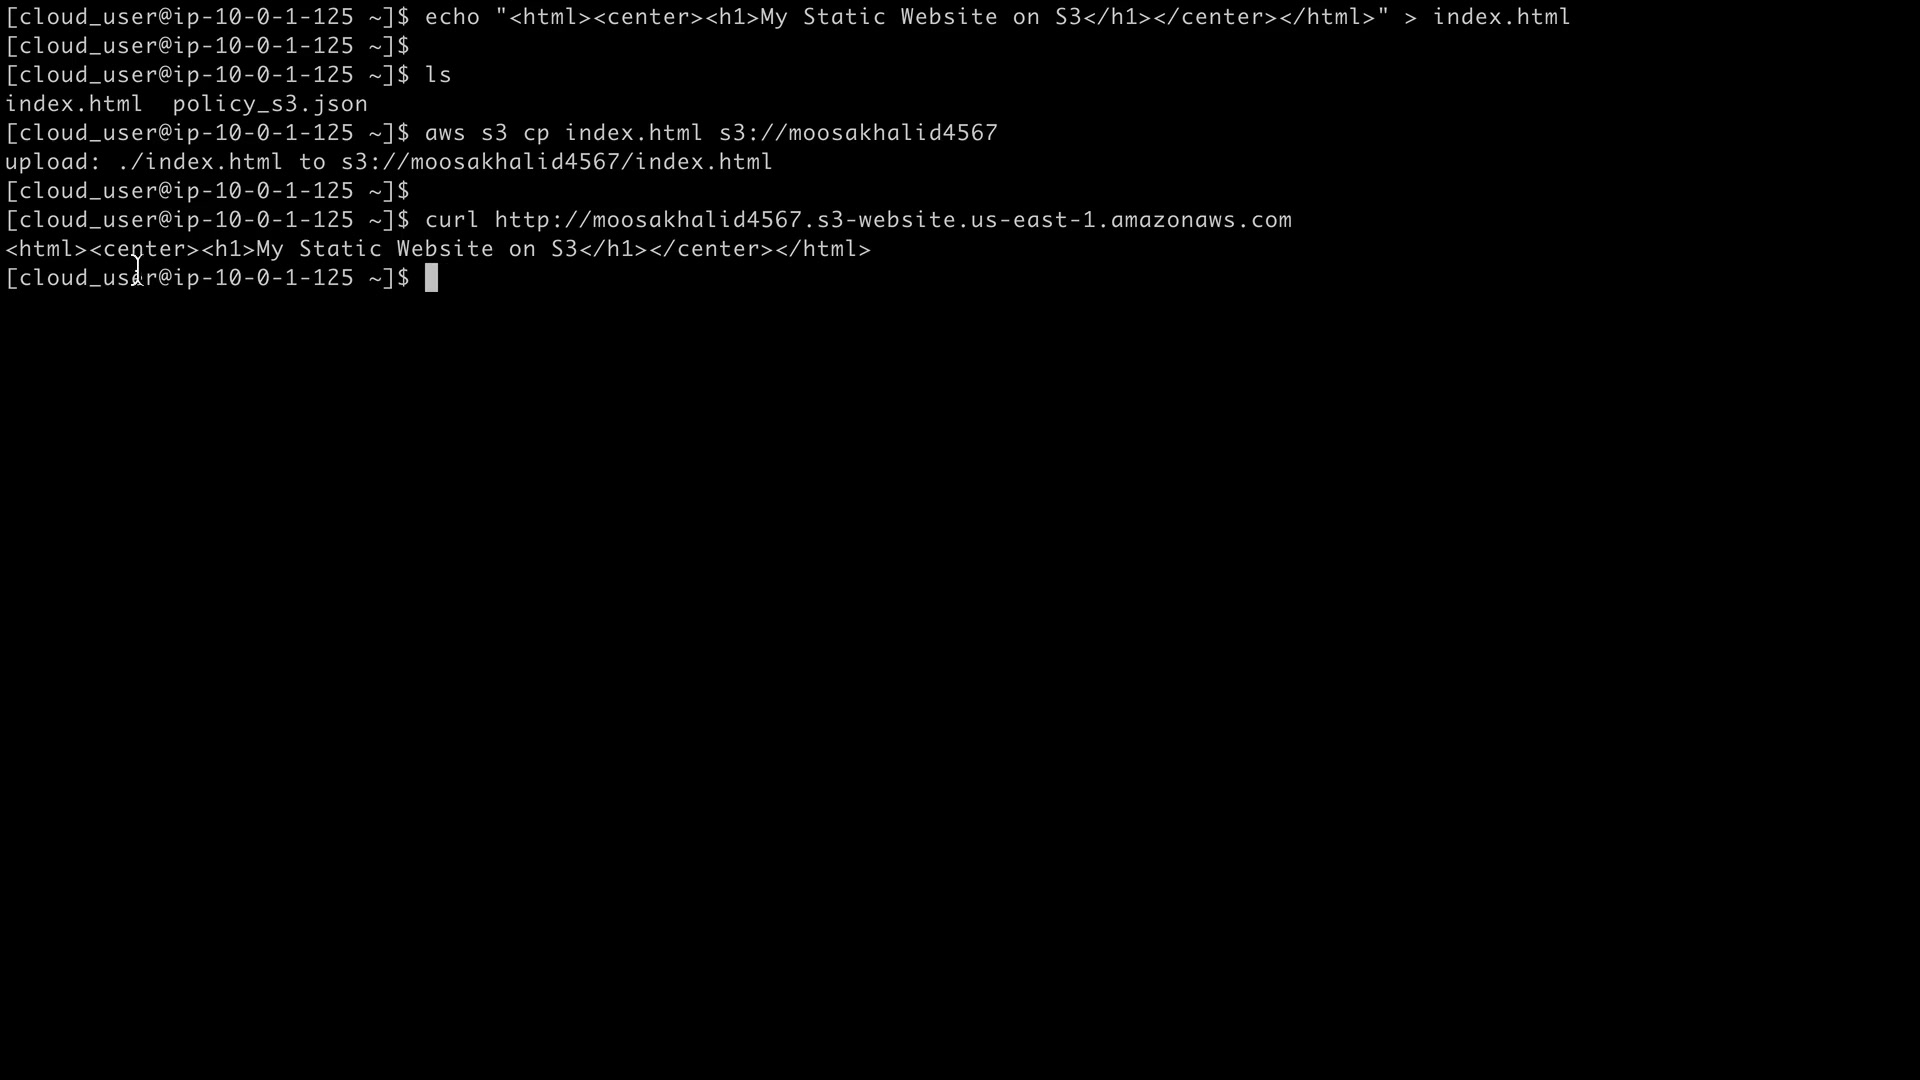 [cloud_user@ip-10-0-1-125 ~]$ echo "<html><center><h1>My Static Website on S3</h1></center></html>" > index.html
[cloud_user@ip-10-0-1-125 ~]$
[cloud_user@ip-10-0-1-125 ~]$ ls
index.html  policy_s3.json
[cloud_user@ip-10-0-1-125 ~]$ aws s3 cp index.html s3://moosakhalid4567
upload: ./index.html to s3://moosakhalid4567/index.html
[cloud_user@ip-10-0-1-125 ~]$
[cloud_user@ip-10-0-1-125 ~]$ curl http://moosakhalid4567.s3-website.us-east-1.amazonaws.com
<html><center><h1>My Static Website on S3</h1></center></html>
[cloud_user@ip-10-0-1-125 ~]$